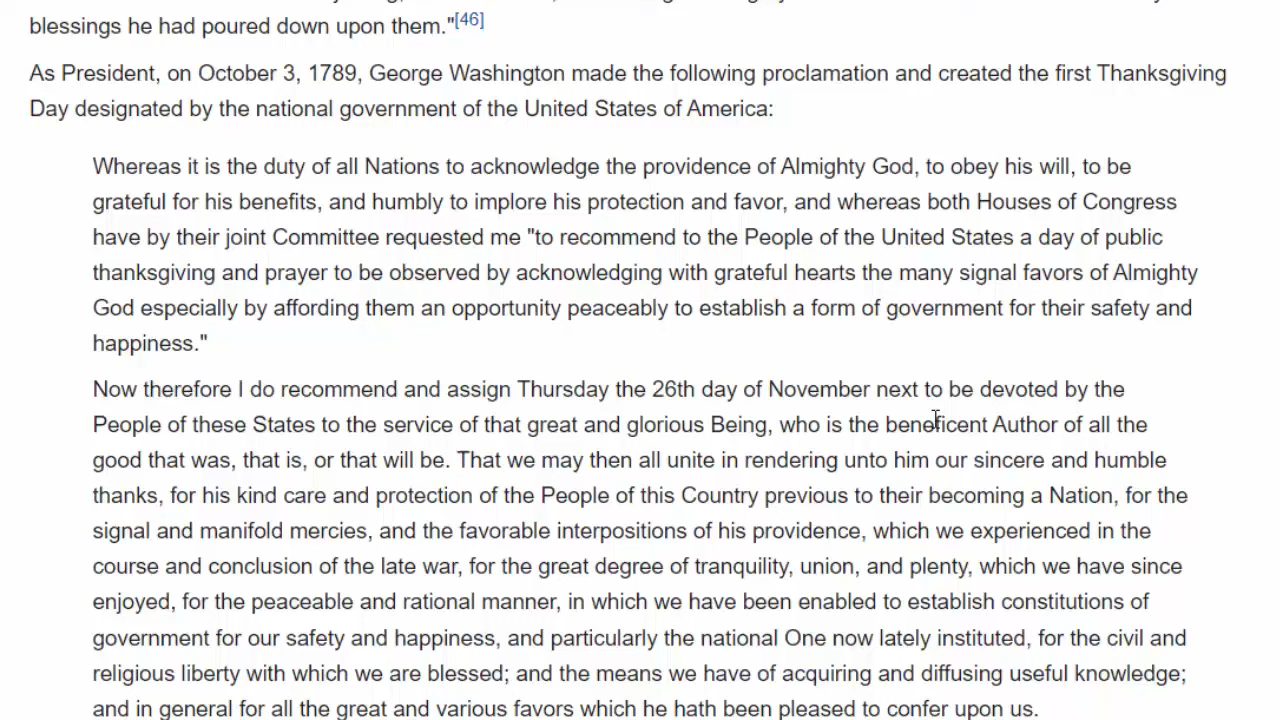 blessings he had poured down upon them."[46]
As President, on October 3, 1789, George Washington made the following proclamation and created the first Thanksgiving
Day designated by the national government of the United States of America:
Whereas it is the duty of all Nations to acknowledge the providence of Almighty God, to obey his will, to be
grateful for his benefits, and humbly to implore his protection and favor, and whereas both Houses of Congress
have by their joint Committee requested me "to recommend to the People of the United States a day of public
thanksgiving and prayer to be observed by acknowledging with grateful hearts the many signal favors of Almighty
God especially by affording them an opportunity peaceably to establish a form of government for their safety and
happiness."
Now therefore I do recommend and assign Thursday the 26th day of November next to be devoted by the
People of these States to the service of that great and glorious Being, who is the beneficent Author of all the
good that was, that is, or that will be. That we may then all unite in rendering unto him our sincere and humble
thanks, for his kind care and protection of the People of this Country previous to their becoming a Nation, for the
signal and manifold mercies, and the favorable interpositions of his providence, which we experienced in the
course and conclusion of the late war, for the great degree of tranquility, union, and plenty, which we have since
enjoyed, for the peaceable and rational manner, in which we have been enabled to establish constitutions of
government for our safety and happiness, and particularly the national One now lately instituted, for the civil and
religious liberty with which we are blessed; and the means we have of acquiring and diffusing useful knowledge;
and in general for all the great and various favors which he hath been pleased to confer upon us.